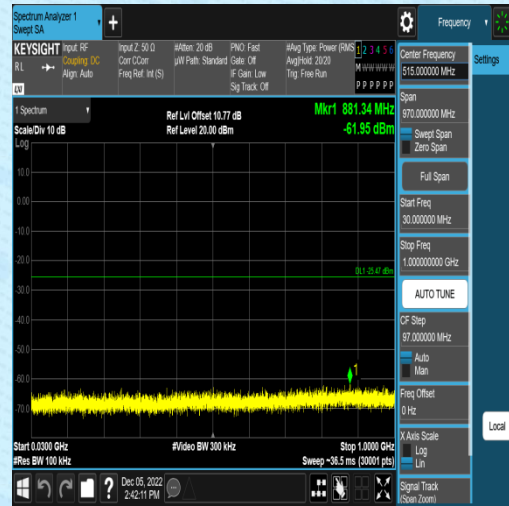 Spectrum Analyzer 1
Swept SA
+
Frequency
KEYSIGHT
RL
Input: RF
Coupling: DC
Align: Auto
Input Z: 50 Ω
Corr CCorr
Freq Ref: Int (S)
#Atten: 20 dB
µW Path: Standard
PNO: Fast
Gate: Off
IF Gain: Low
Sig Track: Off
#Avg Type: Power (RMS
Avg|Hold: 20/20
Trig: Free Run
1 2 3 4 5 6
M W W W W W
P P P P P P
LXI
1 Spectrum
Scale/Div 10 dB
Log
Ref Lvl Offset 10.77 dB
Ref Level 20.00 dBm
Mkr1 881.34 MHz
-61.95 dBm
10.0
0.00
-10.0
-20.0
-30.0
-40.0
-50.0
-60.0
-70.0
DL1 -25.47 dBm
1
Start 0.0300 GHz
#Res BW 100 kHz
#Video BW 300 kHz
Stop 1.0000 GHz
Sweep ~36.5 ms (30001 pts)
Dec 05, 2022
2:42:11 PM
?
Center Frequency
515.000000 MHz
Settings
Span
970.000000 MHz
Swept Span
Zero Span
Full Span
Start Freq
30.000000 MHz
Stop Freq
1.000000000 GHz
AUTO TUNE
CF Step
97.000000 MHz
Auto
Man
Freq Offset
0 Hz
X Axis Scale
Log
Lin
Local
Signal Track
(Span Zoom)